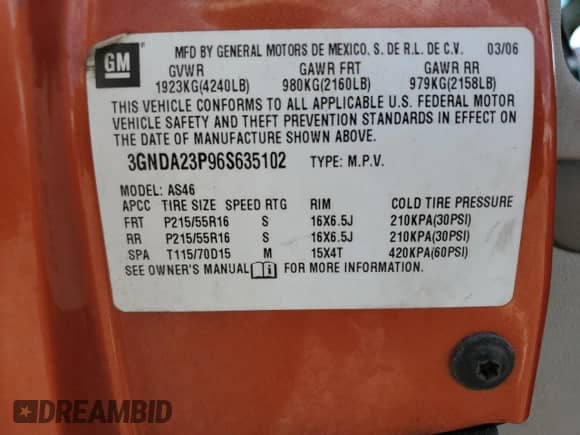 GM
MFD BY GENERAL MOTORS DE MEXICO, S. DE R.L. DE C.V. 03/06
GVWR GAWR FRT GAWR RR
1923KG(4240LB) 980KG(2160LB) 979KG(2158LB)
THIS VEHICLE CONFORMS TO ALL APPLICABLE U.S. FEDERAL MOTOR
VEHICLE SAFETY AND THEFT PREVENTION STANDARDS IN EFFECT ON
THE DATE OF MANUFACTURE SHOWN ABOVE.
3GNDA23P96S635102 TYPE: M.P.V.
MODEL: AS46
APCC TIRE SIZE SPEED RTG RIM COLD TIRE PRESSURE
FRT P215/55R16 S 16X6.5J 210KPA(30PSI)
RR P215/55R16 S 16X6.5J 210KPA(30PSI)
SPA T115/70D15 M 15X4T 420KPA(60PSI)
SEE OWNER'S MANUAL FOR MORE INFORMATION.
DREAMBID